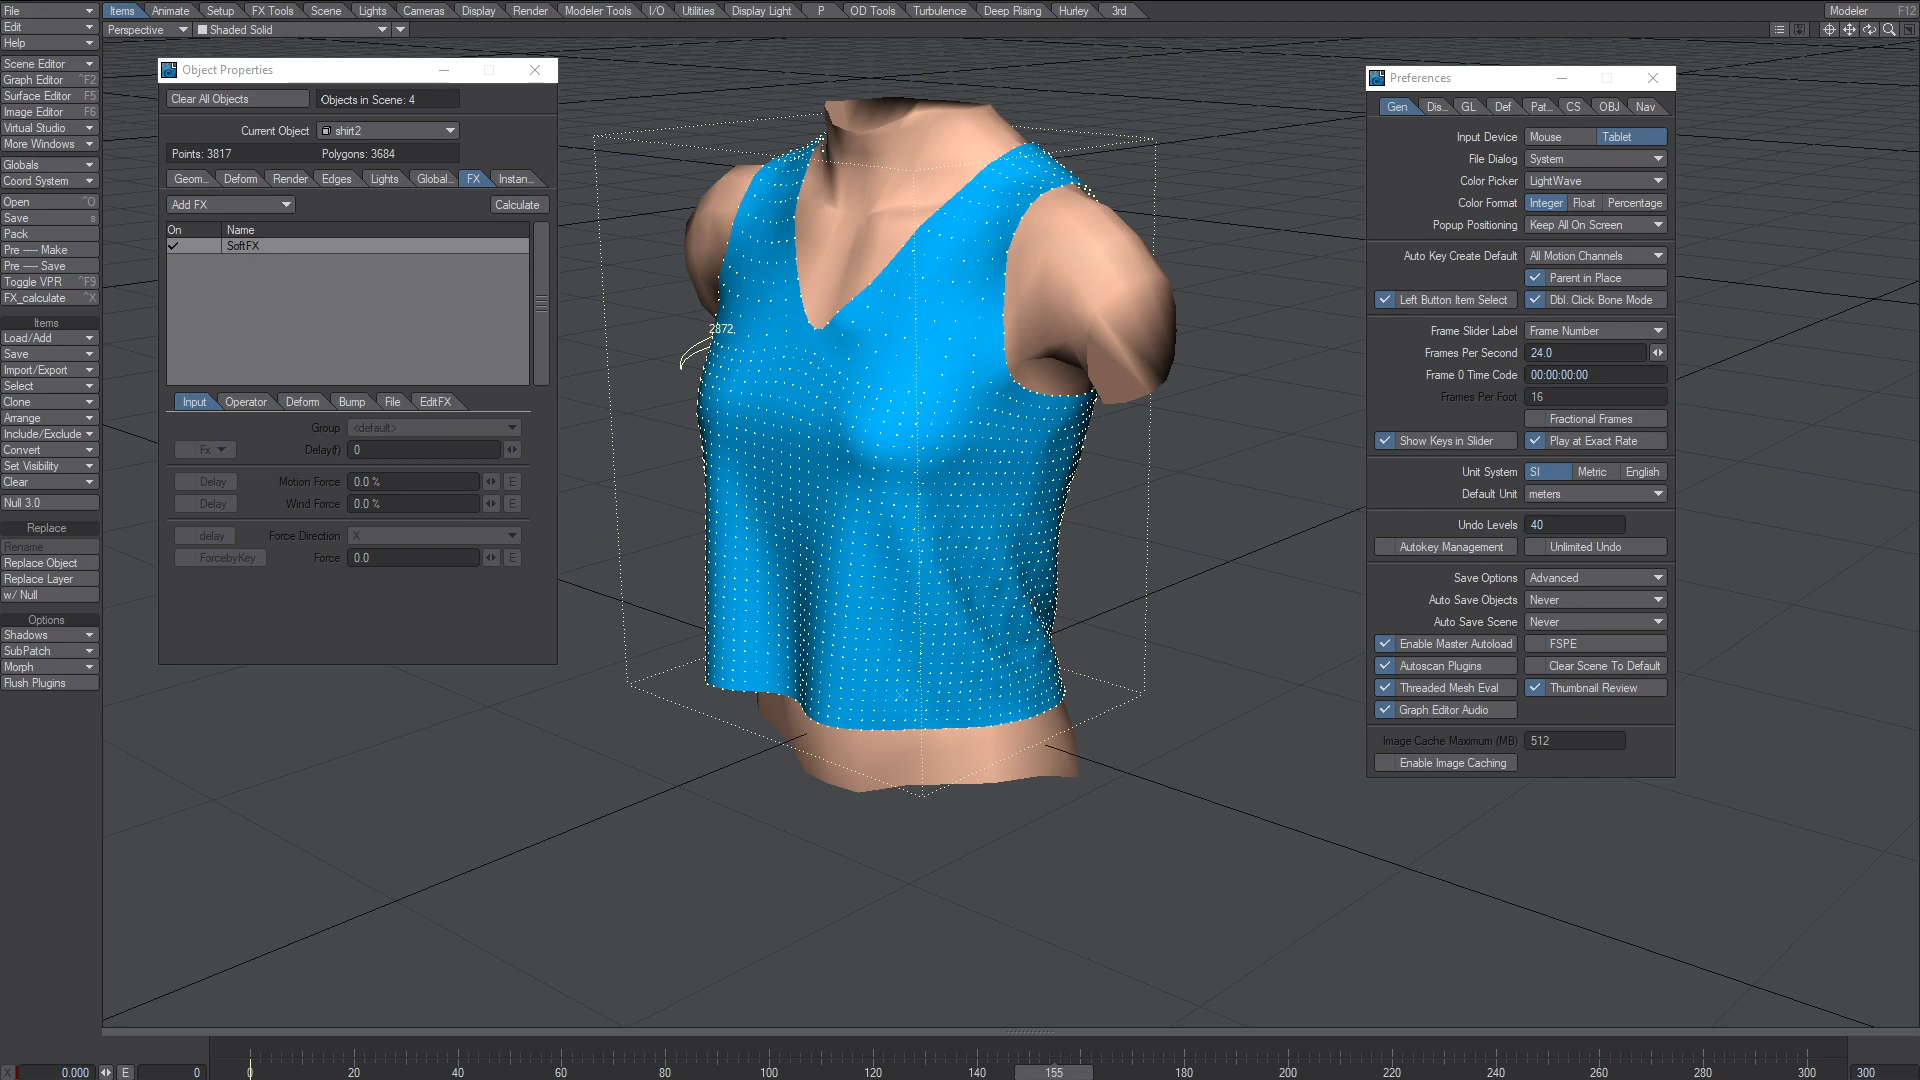 File
Items Animate Setup FX Tools Scene Lights Cameras Display Render Modeler Tools I/O Utilities Display Light P OD Tools Turbulence Deep Rising Hurley 3rd
Modeler F12
Edit
Help
Perspective Shaded Solid
Scene Editor
Graph Editor ^F2
Surface Editor F5
Image Editor F6
Virtual Studio
More Windows
Globals
Coord System
Open ^O
Save s
Pack
Pre ---- Make
Pre ---- Save
Toggle VPR ^F9
FX_calculate ^X
Items
Load/Add
Save
Import/Export
Select
Clone
Arrange
Include/Exclude
Convert
Set Visibility
Clear
Null 3.0
Replace
Rename
Replace Object
Replace Layer
w/ Null
Options
Shadows
SubPatch
Morph
Flush Plugins
Object Properties
Clear All Objects Objects in Scene: 4
Current Object shirt2
Points: 3817 Polygons: 3684
Geom... Deform Render Edges Lights Global... FX Instan...
Add FX Calculate
On Name
SoftFX
Input Operator Deform Bump File EditFX
Group <default>
Fx Delay(f) 0
Delay Motion Force 0.0 % E
Delay Wind Force 0.0 % E
delay Force Direction X
ForcebyKey Force 0.0 E
2872,
Preferences
Gen Dis... GL Def Pat... CS OBJ Nav
Input Device Mouse Tablet
File Dialog System
Color Picker LightWave
Color Format Integer Float Percentage
Popup Positioning Keep All On Screen
Auto Key Create Default All Motion Channels
Parent in Place
Left Button Item Select Dbl. Click Bone Mode
Frame Slider Label Frame Number
Frames Per Second 24.0
Frame 0 Time Code 00:00:00:00
Frames Per Foot 16
Fractional Frames
Show Keys in Slider Play at Exact Rate
Unit System SI Metric English
Default Unit meters
Undo Levels 40
Autokey Management Unlimited Undo
Save Options Advanced
Auto Save Objects Never
Auto Save Scene Never
Enable Master Autoload FSPE
Autoscan Plugins Clear Scene To Default
Threaded Mesh Eval Thumbnail Review
Graph Editor Audio
Image Cache Maximum (MB) 512
Enable Image Caching
X 0.000 E 0 0 20 40 60 80 100 120 140 155 180 200 220 240 260 280 300 300